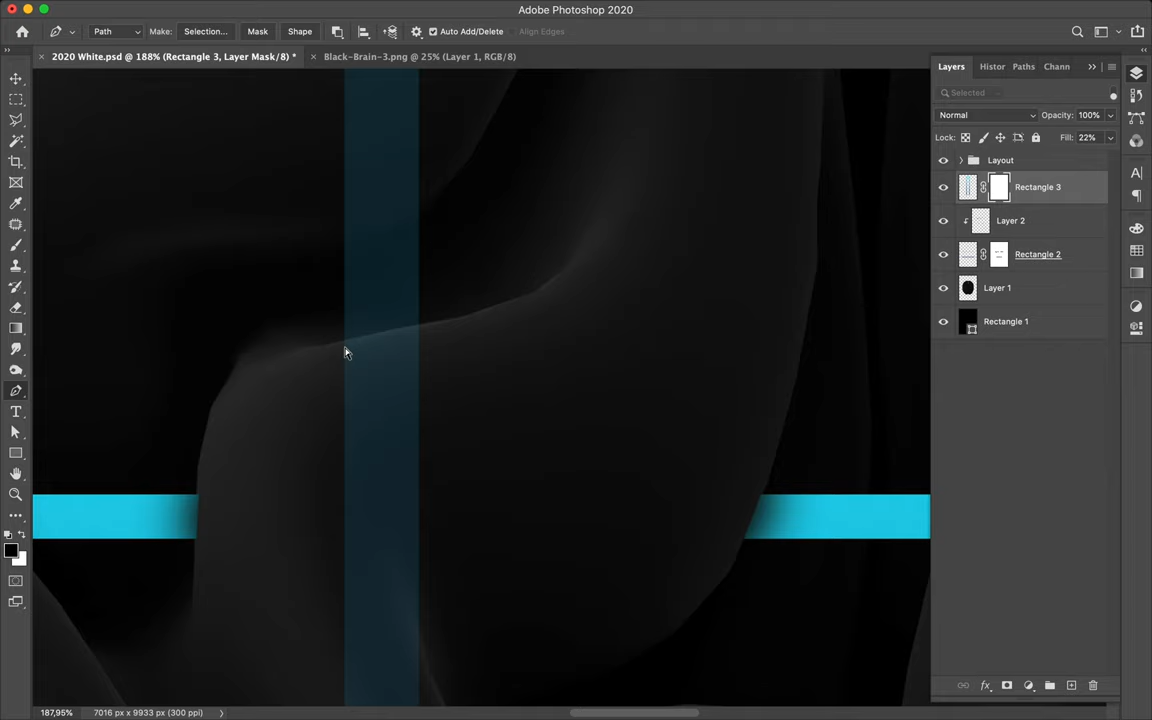 Adobe Photoshop 2020
Path Make: Selection... Mask Shape Auto Add/Delete Align Edges
2020 White.psd @ 188% (Rectangle 3, Layer Mask/8) * Black-Brain-3.png @ 25% (Layer 1, RGB/8)
Layers Histor Paths Chann
Selected
Normal Opacity: 100%
Lock: Fill: 22%
Layout
Rectangle 3
Layer 2
Rectangle 2
Layer 1
Rectangle 1
187,95% 7016 px x 9933 px (300 ppi)